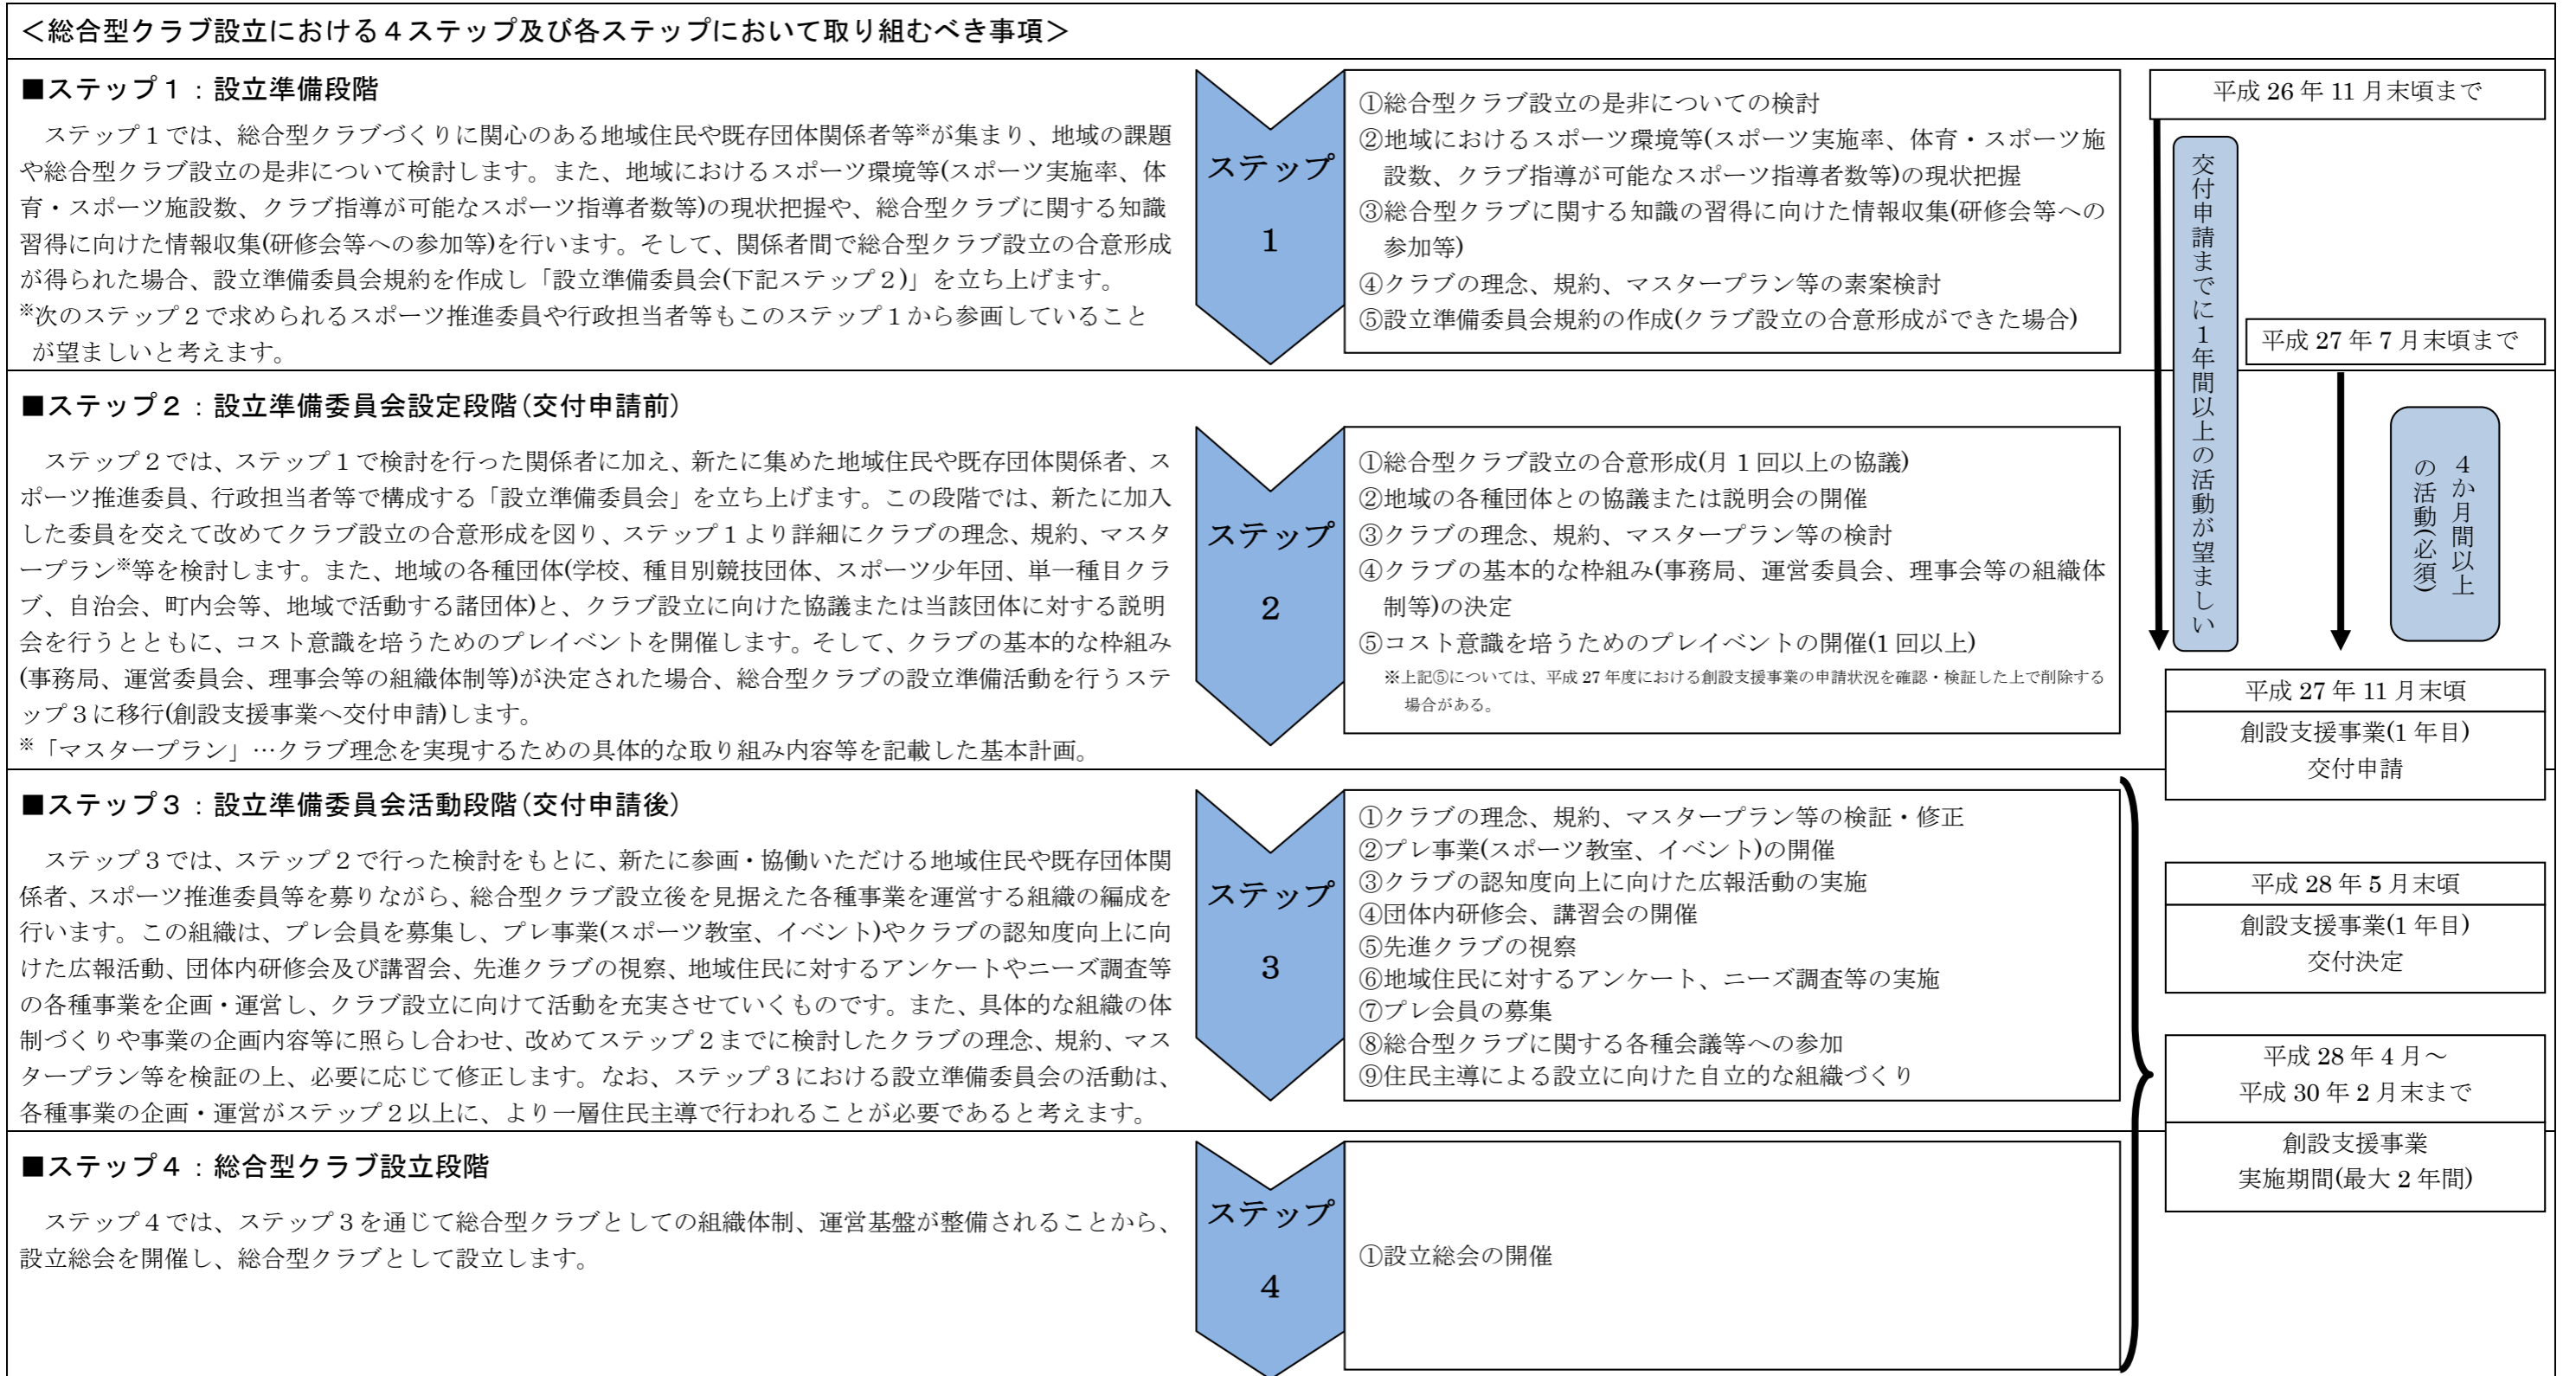 ＜総合型クラブ設立における４ステップ及び各ステップにおいて取り組むべき事項＞
■ステップ１：設立準備段階
ステップ１では、総合型クラブづくりに関心のある地域住民や既存団体関係者等※が集まり、地域の課題
や総合型クラブ設立の是非について検討します。また、地域におけるスポーツ環境等(スポーツ実施率、体
育・スポーツ施設数、クラブ指導が可能なスポーツ指導者数等)の現状把握や、総合型クラブに関する知識
習得に向けた情報収集(研修会等への参加等)を行います。そして、関係者間で総合型クラブ設立の合意形成
が得られた場合、設立準備委員会規約を作成し「設立準備委員会(下記ステップ２)」を立ち上げます。
※次のステップ２で求められるスポーツ推進委員や行政担当者等もこのステップ１から参画していること
が望ましいと考えます。
ステップ
1
①総合型クラブ設立の是非についての検討
②地域におけるスポーツ環境等(スポーツ実施率、体育・スポーツ施
設数、クラブ指導が可能なスポーツ指導者数等)の現状把握
③総合型クラブに関する知識の習得に向けた情報収集(研修会等への
参加等)
④クラブの理念、規約、マスタープラン等の素案検討
⑤設立準備委員会規約の作成(クラブ設立の合意形成ができた場合)
平成 26 年 11 月末頃まで
交付申請までに１年間以上の活動が望ましい
平成 27 年 7 月末頃まで
■ステップ２：設立準備委員会設定段階(交付申請前)
ステップ２では、ステップ１で検討を行った関係者に加え、新たに集めた地域住民や既存団体関係者、ス
ポーツ推進委員、行政担当者等で構成する「設立準備委員会」を立ち上げます。この段階では、新たに加入
した委員を交えて改めてクラブ設立の合意形成を図り、ステップ１より詳細にクラブの理念、規約、マスタ
ープラン※等を検討します。また、地域の各種団体(学校、種目別競技団体、スポーツ少年団、単一種目クラ
ブ、自治会、町内会等、地域で活動する諸団体)と、クラブ設立に向けた協議または当該団体に対する説明
会を行うとともに、コスト意識を培うためのプレイベントを開催します。そして、クラブの基本的な枠組み
(事務局、運営委員会、理事会等の組織体制等)が決定された場合、総合型クラブの設立準備活動を行うステ
ップ３に移行(創設支援事業へ交付申請)します。
※「マスタープラン」…クラブ理念を実現するための具体的な取り組み内容等を記載した基本計画。
ステップ
2
①総合型クラブ設立の合意形成(月１回以上の協議)
②地域の各種団体との協議または説明会の開催
③クラブの理念、規約、マスタープラン等の検討
④クラブの基本的な枠組み(事務局、運営委員会、理事会等の組織体
制等)の決定
⑤コスト意識を培うためのプレイベントの開催(1 回以上)
※上記⑤については、平成 27 年度における創設支援事業の申請状況を確認・検証した上で削除する
場合がある。
４か月間以上
の活動(必須)
平成 27 年 11 月末頃
創設支援事業(1 年目)
交付申請
■ステップ３：設立準備委員会活動段階(交付申請後)
ステップ３では、ステップ２で行った検討をもとに、新たに参画・協働いただける地域住民や既存団体関
係者、スポーツ推進委員等を募りながら、総合型クラブ設立後を見据えた各種事業を運営する組織の編成を
行います。この組織は、プレ会員を募集し、プレ事業(スポーツ教室、イベント)やクラブの認知度向上に向
けた広報活動、団体内研修会及び講習会、先進クラブの視察、地域住民に対するアンケートやニーズ調査等
の各種事業を企画・運営し、クラブ設立に向けて活動を充実させていくものです。また、具体的な組織の体
制づくりや事業の企画内容等に照らし合わせ、改めてステップ２までに検討したクラブの理念、規約、マス
タープラン等を検証の上、必要に応じて修正します。なお、ステップ３における設立準備委員会の活動は、
各種事業の企画・運営がステップ２以上に、より一層住民主導で行われることが必要であると考えます。
ステップ
3
①クラブの理念、規約、マスタープラン等の検証・修正
②プレ事業(スポーツ教室、イベント)の開催
③クラブの認知度向上に向けた広報活動の実施
④団体内研修会、講習会の開催
⑤先進クラブの視察
⑥地域住民に対するアンケート、ニーズ調査等の実施
⑦プレ会員の募集
⑧総合型クラブに関する各種会議等への参加
⑨住民主導による設立に向けた自立的な組織づくり
平成 28 年 5 月末頃
創設支援事業(1 年目)
交付決定
平成 28 年 4 月～
平成 30 年 2 月末まで
創設支援事業
実施期間(最大 2 年間)
■ステップ４：総合型クラブ設立段階
ステップ４では、ステップ３を通じて総合型クラブとしての組織体制、運営基盤が整備されることから、
設立総会を開催し、総合型クラブとして設立します。
ステップ
4
①設立総会の開催